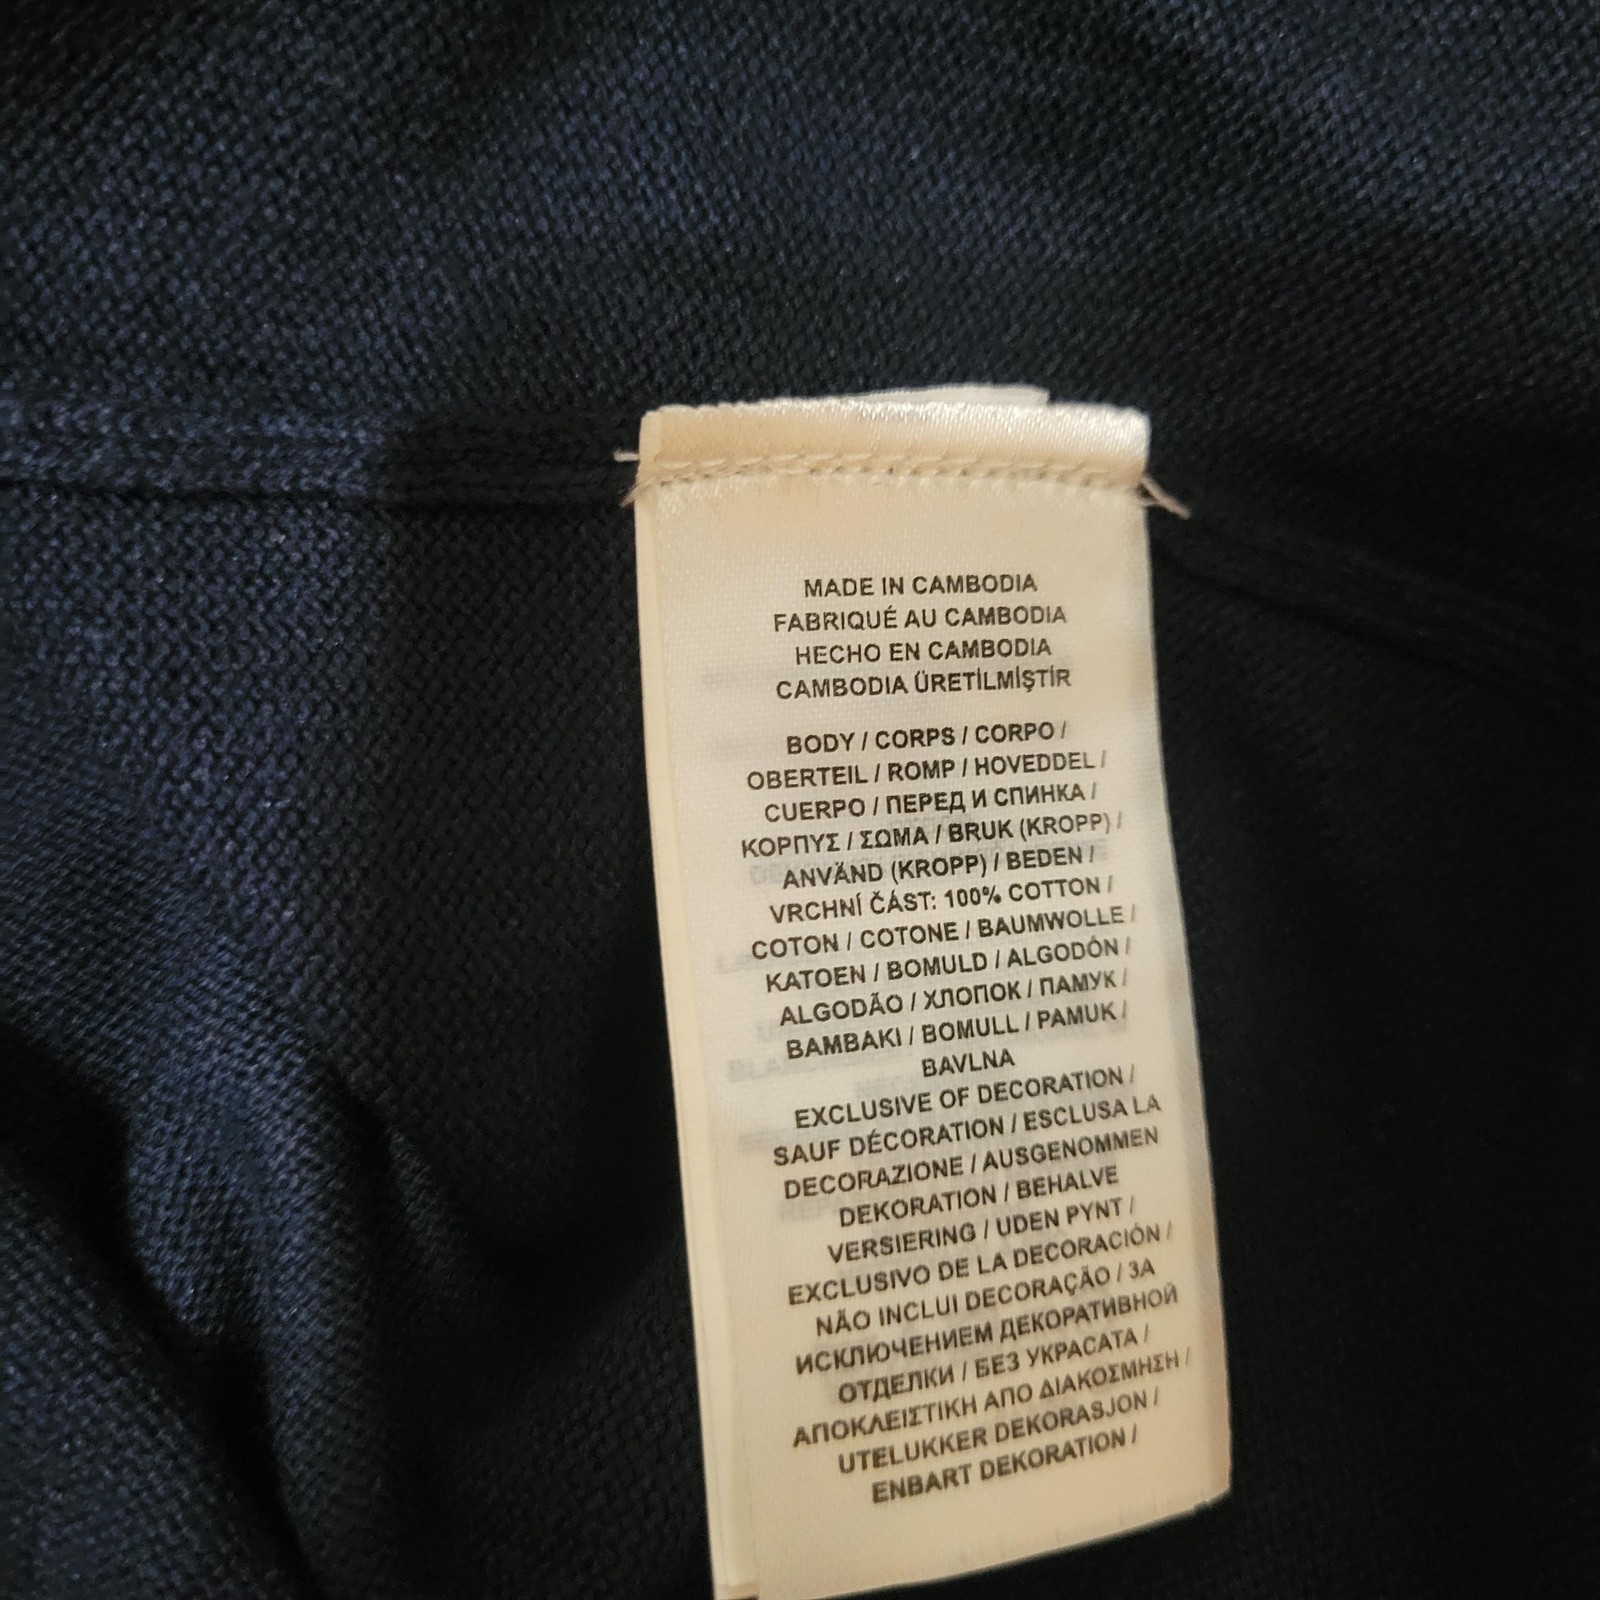 MADE IN CAMBODIA
FABRIQUÉ AU CAMBODIA
HECHO EN CAMBODIA
CAMBODIA ÜRETİLMİŞTİR
BODY / CORPS / CORPO /
OBERTEIL / ROMP / HOVEDDEL /
CUERPO / ПЕРЕД И СПИНКА /
КОРПУΣ / ΣΩΜΑ / BRUK (KROPP) /
ANVÄND (KROPP) / BEDEN /
VRCHNÍ ČÁST: 100% COTTON /
COTON / COTONE / BAUMWOLLE /
KATOEN / BOMULD / ALGODÓN /
ALGODÃO / ХЛОПОК / ПАМУК /
BAMBAKI / BOMULL / PAMUK /
BAVLNA
EXCLUSIVE OF DECORATION /
SAUF DÉCORATION / ESCLUSA LA
DECORAZIONE / AUSGENOMMEN
DEKORATION / BEHALVE
VERSIERING / UDEN PYNT /
EXCLUSIVO DE LA DECORACIÓN /
NÃO INCLUI DECORAÇÃO / ЗА
ИСКЛЮЧЕНИЕМ ДЕКОРАТИВНОЙ
ОТДЕЛКИ / БЕЗ УКРАСАТА /
ΑΠΟΚΛΕΙΣΤΙΚΗ ΑΠΟ ΔΙΑΚΟΣΜΗΣΗ /
UTELUKKER DEKORASJON /
ENBART DEKORATION /